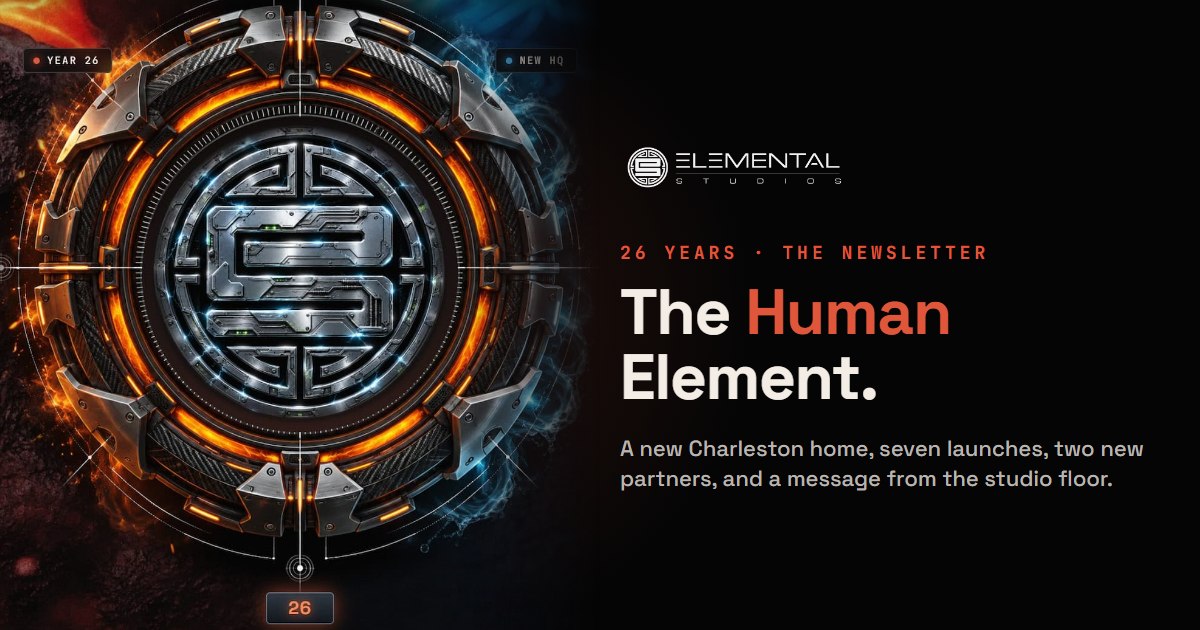 YEAR 26
NEW HQ
ELEMENTAL
STUDIOS
26 YEARS · THE NEWSLETTER
The Human
Element.
A new Charleston home, seven launches, two new
partners, and a message from the studio floor.
26